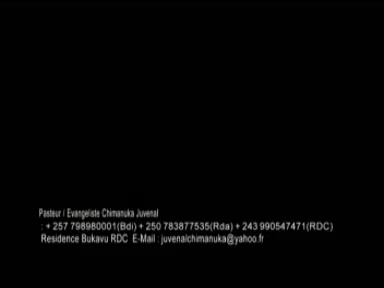 Pasteur / Evangeliste Chimanuka Juvenal
: + 257 798980001(Bdi) + 250 783877535(Rda) + 243 990547471(RDC)
Residence Bukavu RDC E-Mail : juvenalchimanuka@yahoo.fr